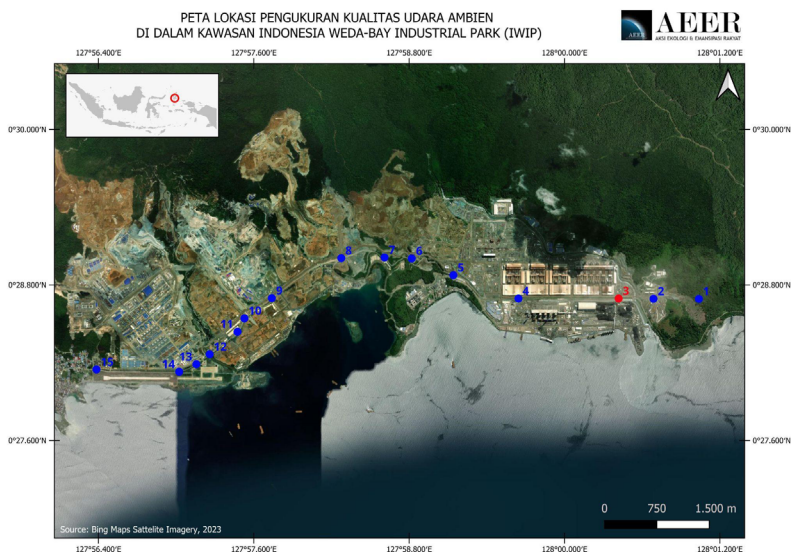 PETA LOKASI PENGUKURAN KUALITAS UDARA AMBIEN
DI DALAM KAWASAN INDONESIA WEDA-BAY INDUSTRIAL PARK (IWIP)
AEER
AEER
AKSI EKOLOGI & EMANSIPASI RAKYAT
127°56.400'E 127°57.600'E 127°58.800'E 128°00.000'E 128°01.200'E
0°30.000'N 0°30.000'N
8 7 6
5
0°28.800'N 9 4 3 2 1 0°28.800'N
10
11
12
13
15 14
0°27.600'N 0°27.600'N
0 750 1.500 m
Source: Bing Maps Sattelite Imagery, 2023
127°56.400'E 127°57.600'E 127°58.800'E 128°00.000'E 128°01.200'E